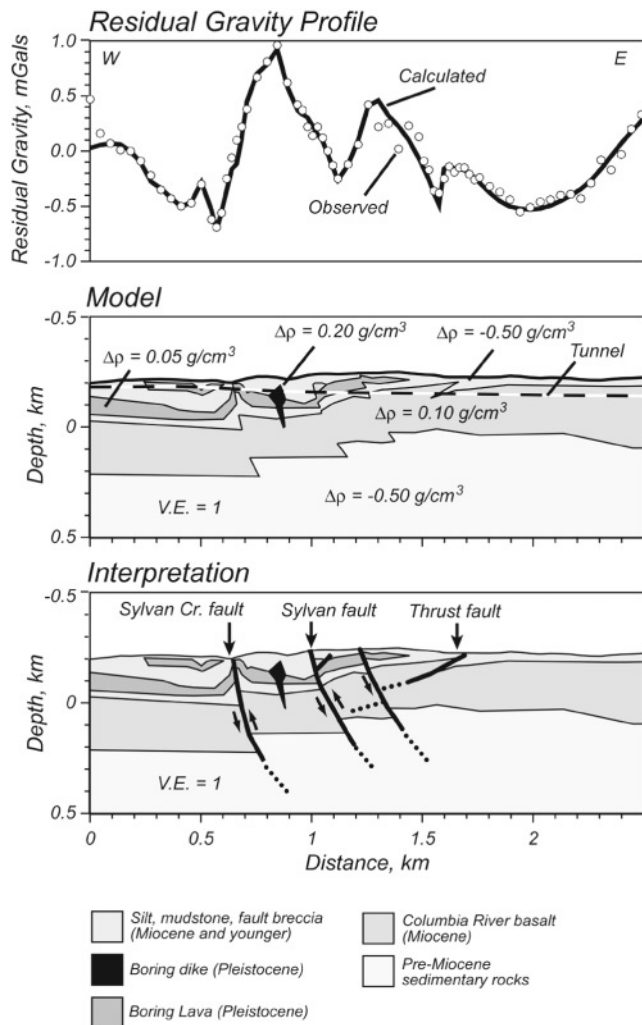 Residual Gravity Profile
Residual Gravity, mGals
1.0
0.5
0.0
-0.5
-1.0
W
E
Calculated
Observed
Model
Depth, km
-0.5
0
0.5
Δρ = 0.05 g/cm³
Δρ = 0.20 g/cm³
Δρ = -0.50 g/cm³
Tunnel
Δρ = 0.10 g/cm³
Δρ = -0.50 g/cm³
V.E. = 1
Interpretation
Sylvan Cr. fault
Sylvan fault
Thrust fault
Depth, km
-0.5
0
0.5
V.E. = 1
0
0.5
1
1.5
2
Distance, km
Silt, mudstone, fault breccia
(Miocene and younger)
Boring dike (Pleistocene)
Boring Lava (Pleistocene)
Columbia River basalt
(Miocene)
Pre-Miocene
sedimentary rocks